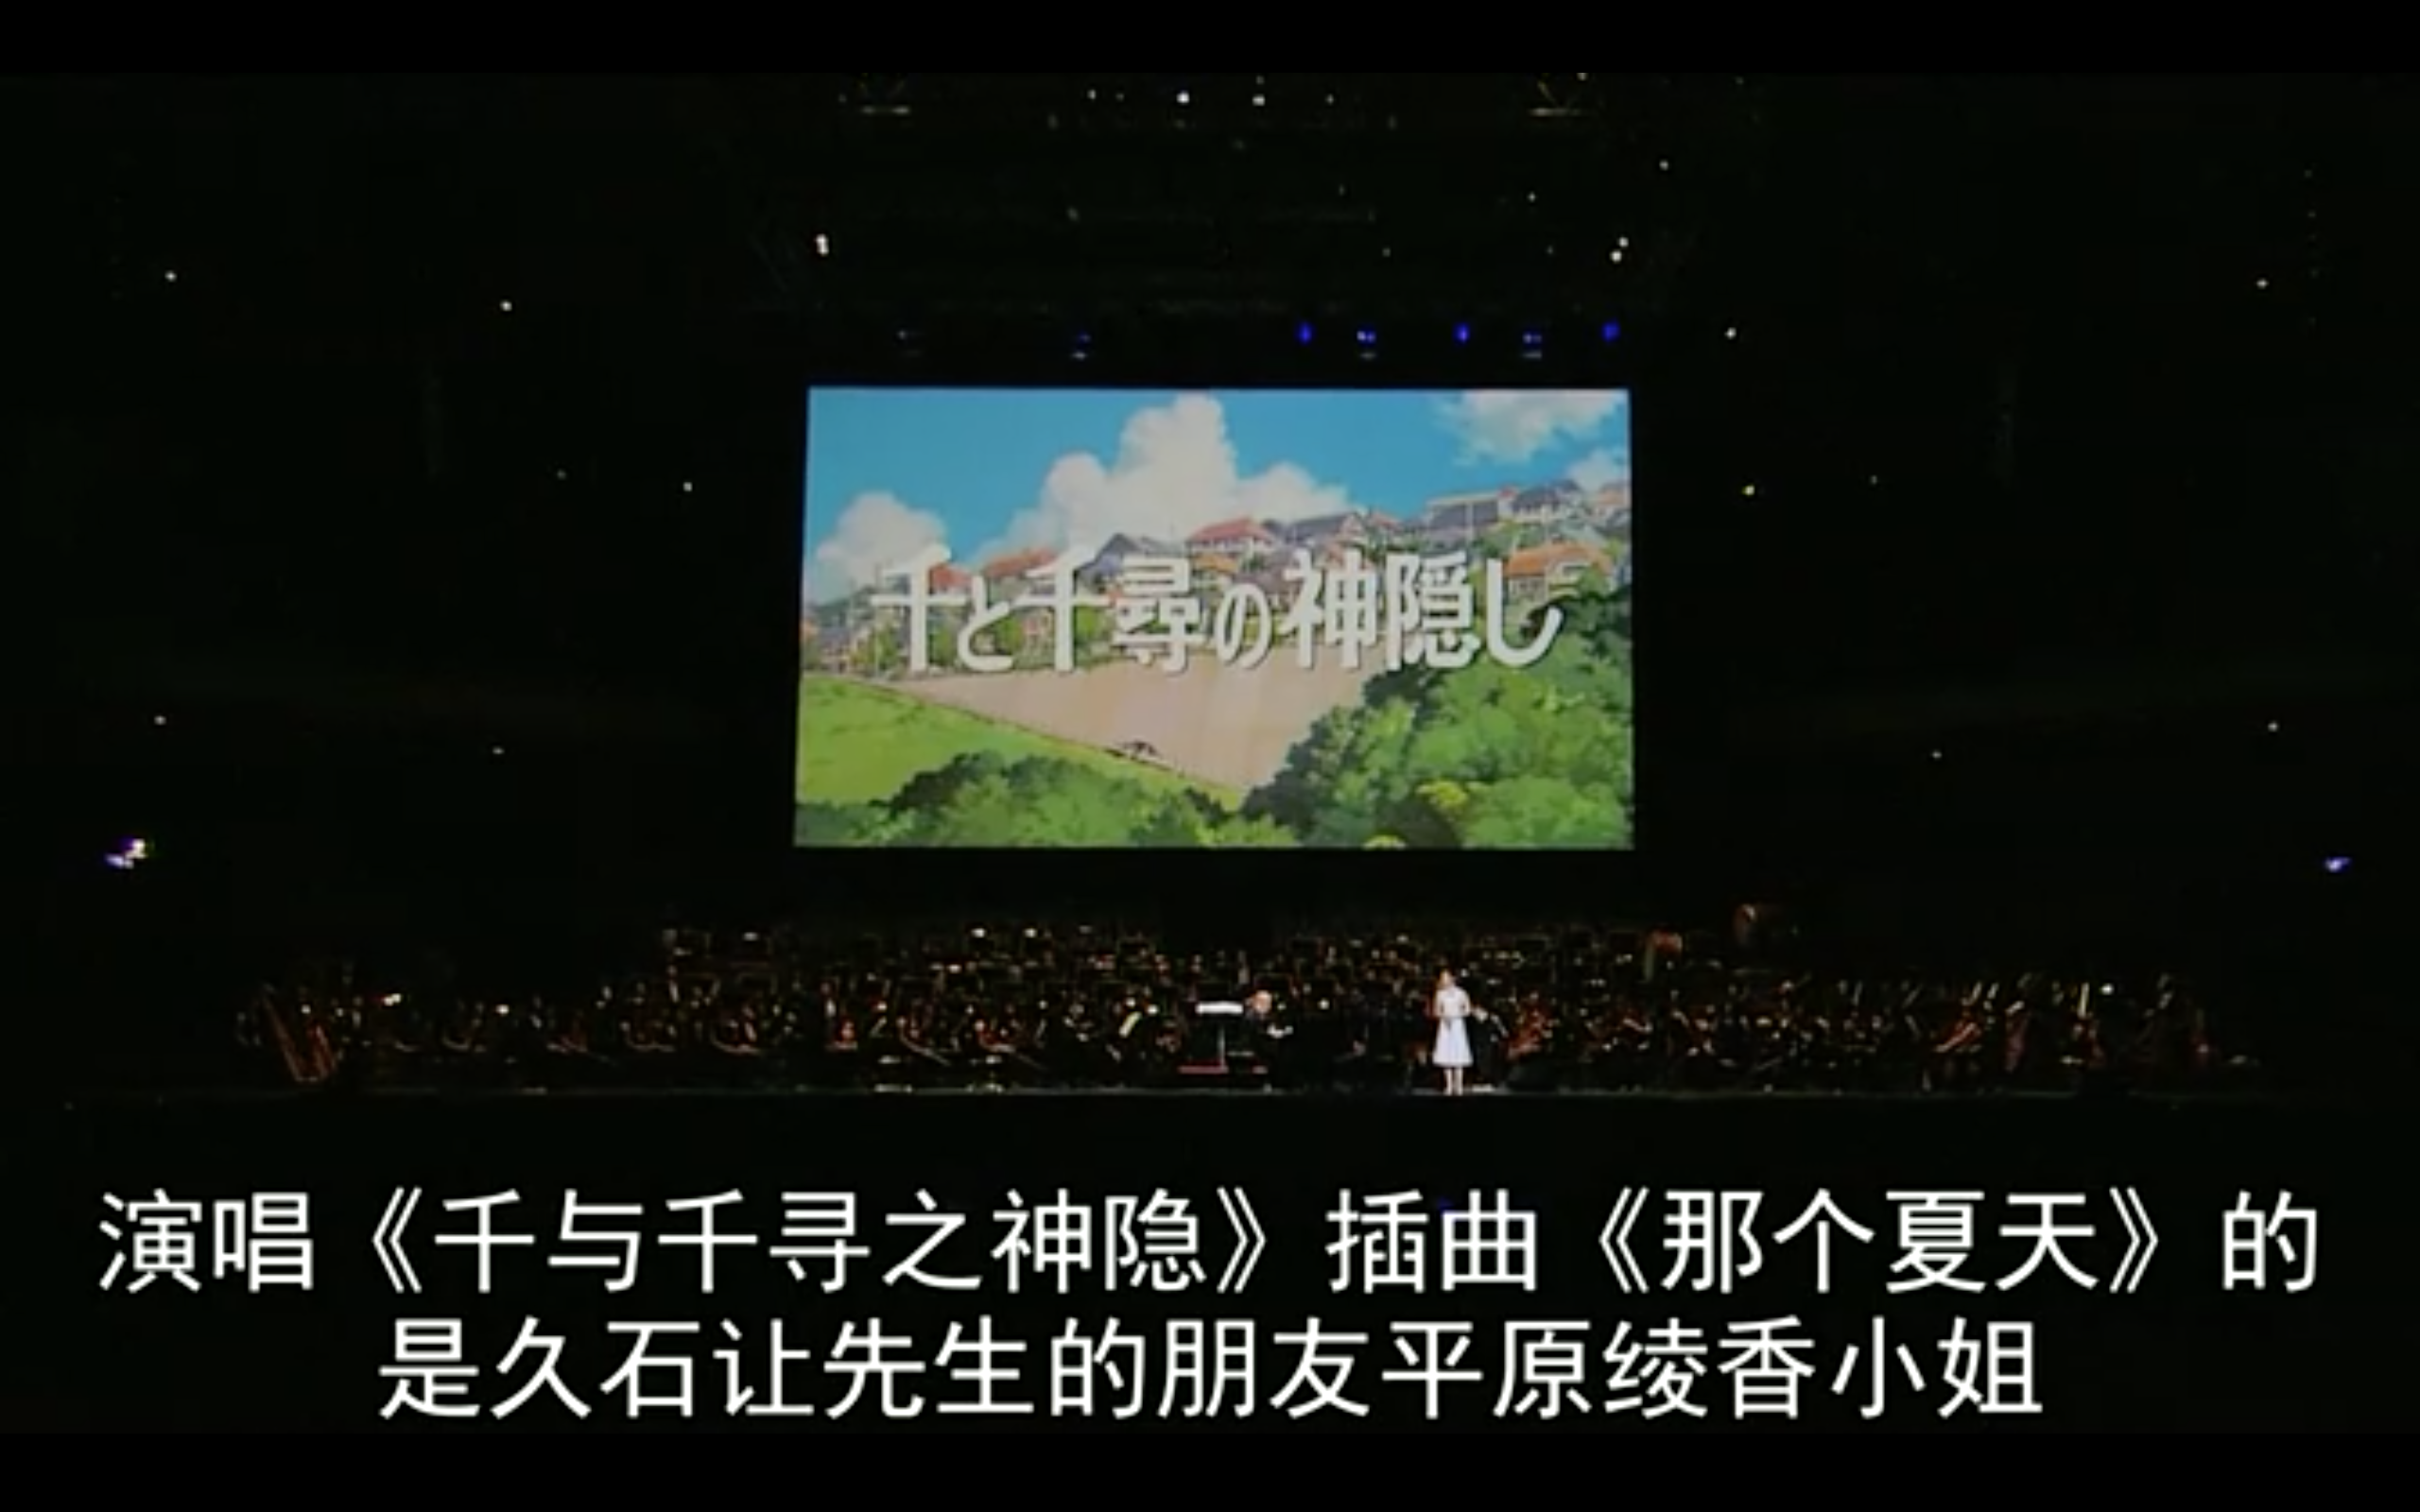 千と千尋の神隠し
演唱《千与千寻之神隐》插曲《那个夏天》的
是久石让先生的朋友平原绫香小姐